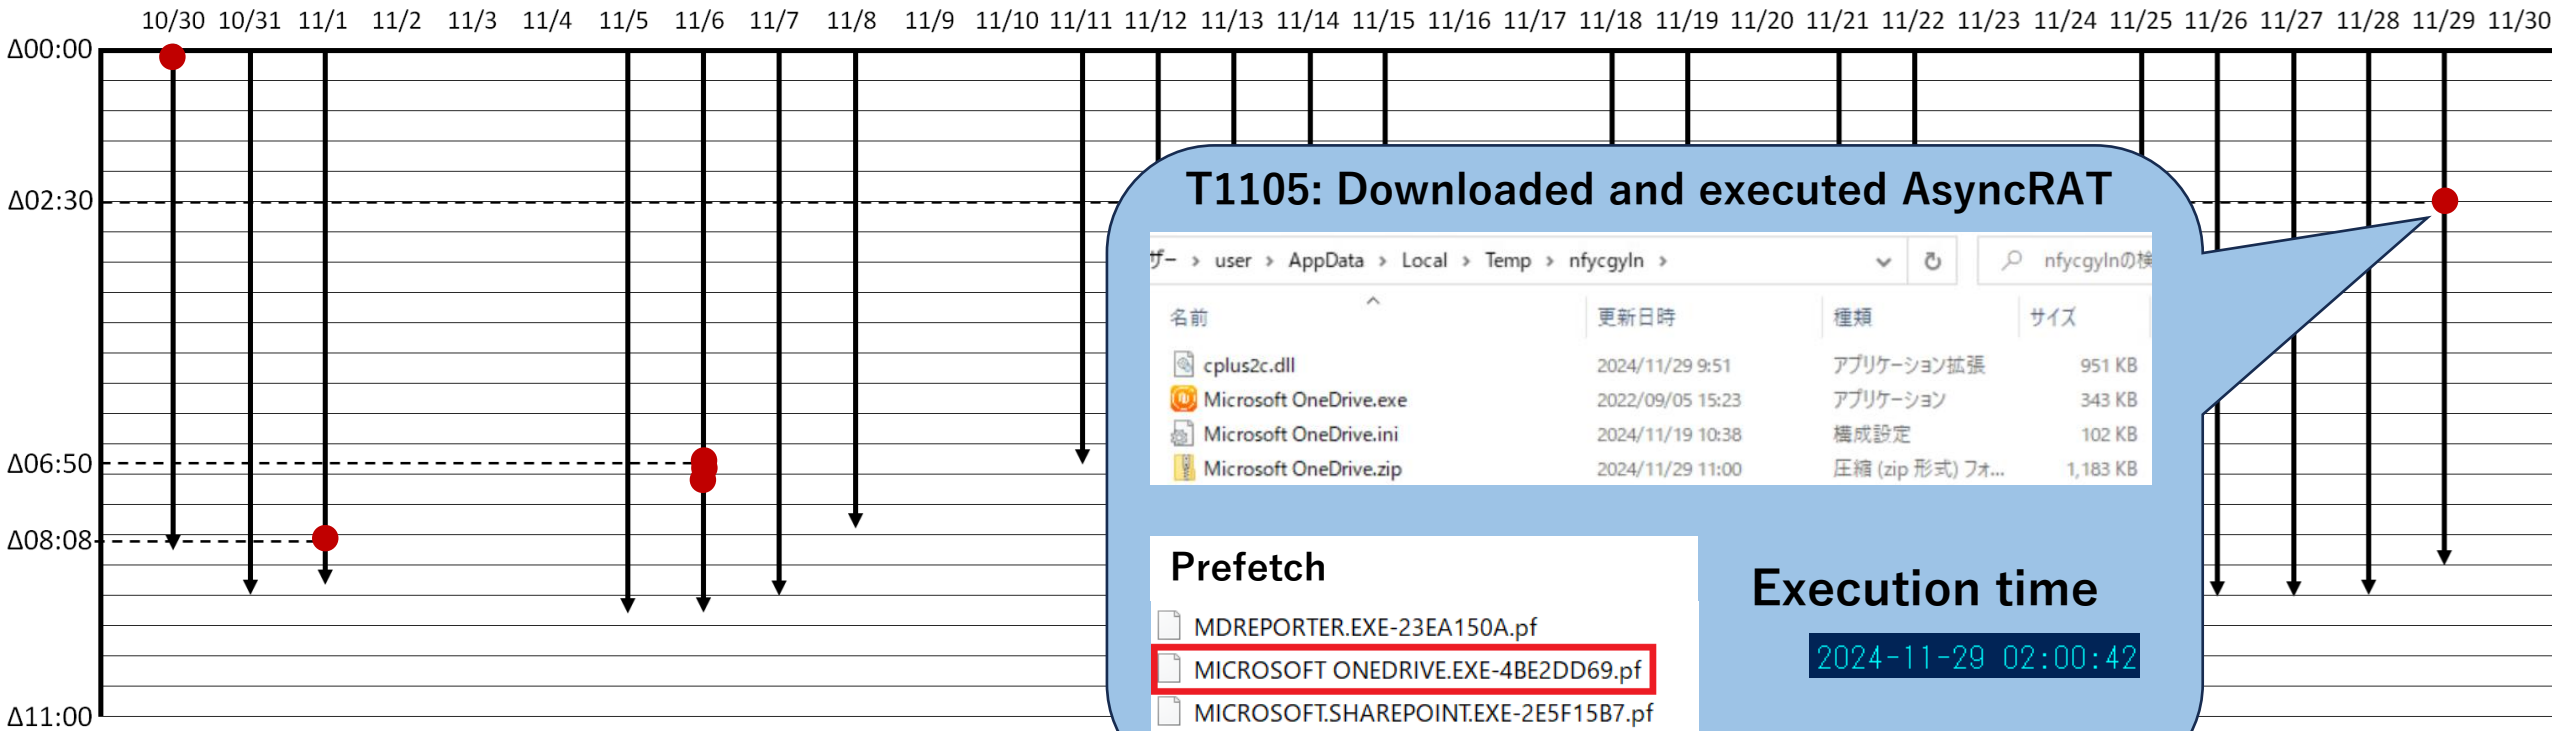 10/30 10/31 11/1 11/2 11/3 11/4 11/5 11/6 11/7 11/8 11/9 11/10 11/11 11/12 11/13 11/14 11/15 11/16 11/17 11/18 11/19 11/20 11/21 11/22 11/23 11/24 11/25 11/26 11/27 11/28 11/29 11/30
Δ00:00
Δ02:30
Δ06:50
Δ08:08
Δ11:00
T1105: Downloaded and executed AsyncRAT
ザー > user > AppData > Local > Temp > nfycgyln > nfycgylnの検
名前 更新日時 種類 サイズ
cplus2c.dll 2024/11/29 9:51 アプリケーション拡張 951 KB
Microsoft OneDrive.exe 2022/09/05 15:23 アプリケーション 343 KB
Microsoft OneDrive.ini 2024/11/19 10:38 構成設定 102 KB
Microsoft OneDrive.zip 2024/11/29 11:00 圧縮 (zip 形式) フォ... 1,183 KB
Prefetch
MDREPORTER.EXE-23EA150A.pf
MICROSOFT ONEDRIVE.EXE-4BE2DD69.pf
MICROSOFT.SHAREPOINT.EXE-2E5F15B7.pf
Execution time
2024-11-29 02:00:42